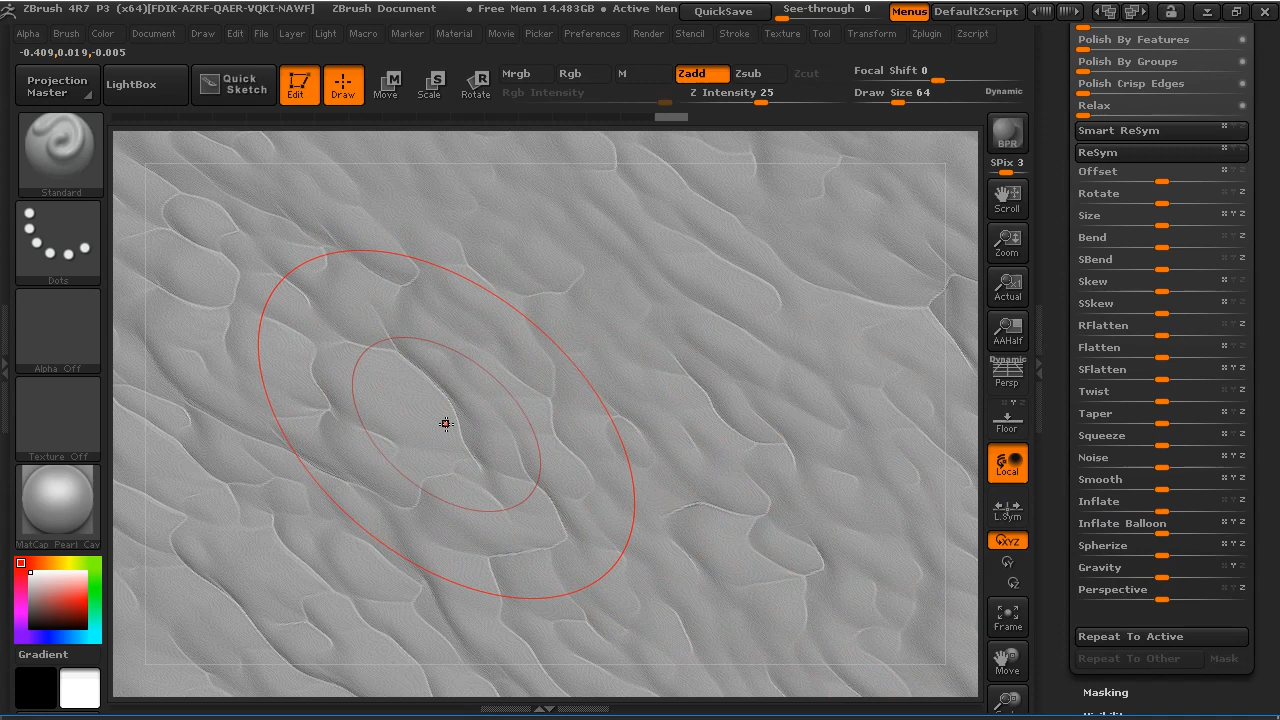 ZBrush 4R7 P3 (x64)[FDIK-AZRF-QAER-VQKI-NAWF] ZBrush Document • Free Mem 14.483GB • Active Mem QuickSave See-through 0 Menus DefaultZScript
Alpha Brush Color Document Draw Edit File Layer Light Macro Marker Material Movie Picker Preferences Render Stencil Stroke Texture Tool Transform Zplugin Zscript
-0.409,0.019,-0.005
Projection Master
LightBox
Quick Sketch
Edit
Draw
Move
Scale
Rotate
Mrgb Rgb M Zadd Zsub Zcut
Rgb Intensity Z Intensity 25
Focal Shift 0
Draw Size 64 Dynamic
Standard
Dots
Alpha Off
Texture Off
MatCap Pearl Cav
Gradient
BPR
SPix 3
Scroll
Zoom
Actual
AAHalf
Dynamic
Persp
Floor
Local
L.Sym
XYZ
Y
Z
Frame
Move
Polish By Features
Polish By Groups
Polish Crisp Edges
Relax
Smart ReSym
ReSym
Offset
Rotate
Size
Bend
SBend
Skew
SSkew
RFlatten
Flatten
SFlatten
Twist
Taper
Squeeze
Noise
Smooth
Inflate
Inflate Balloon
Spherize
Gravity
Perspective
Repeat To Active
Repeat To Other Mask
Masking